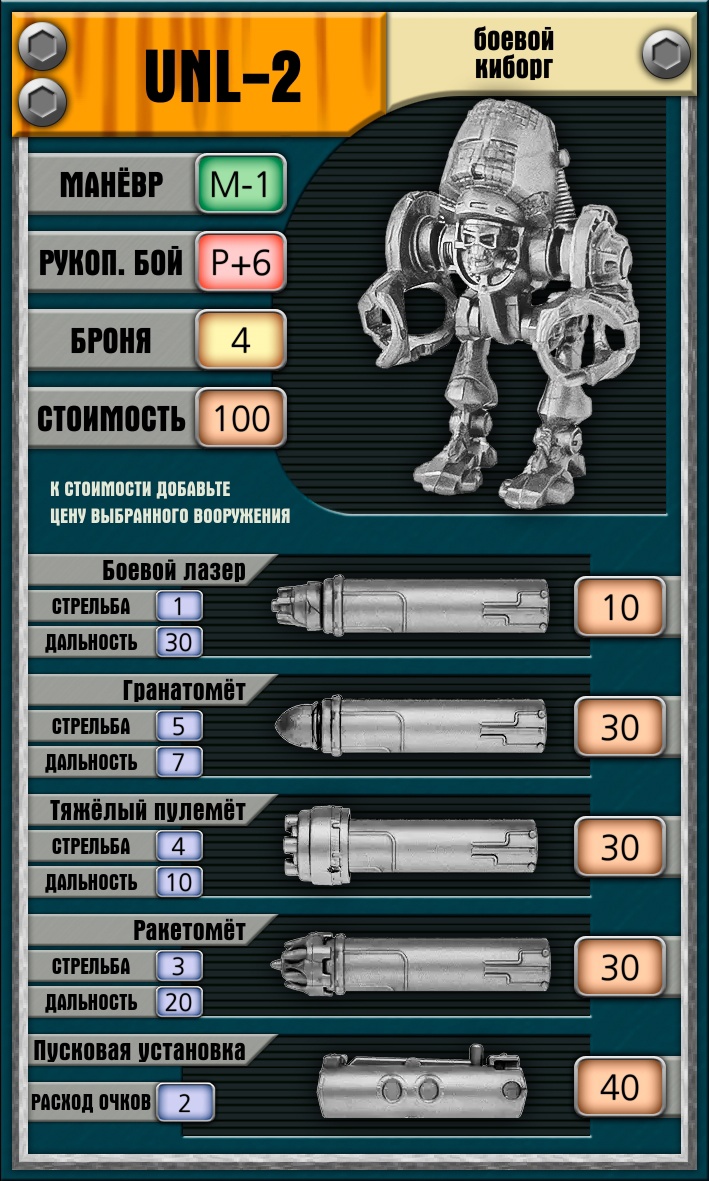 UNL-2
боевой
киборг
МАНЁВР
М-1
РУКОП. БОЙ
Р+6
БРОНЯ
4
СТОИМОСТЬ
100
К СТОИМОСТИ ДОБАВЬТЕ
ЦЕНУ ВЫБРАННОГО ВООРУЖЕНИЯ
Боевой лазер
СТРЕЛЬБА 1
ДАЛЬНОСТЬ 30
10
Гранатомёт
СТРЕЛЬБА 5
ДАЛЬНОСТЬ 7
30
Тяжёлый пулемёт
СТРЕЛЬБА 4
ДАЛЬНОСТЬ 10
30
Ракетомёт
СТРЕЛЬБА 3
ДАЛЬНОСТЬ 20
30
Пусковая установка
РАСХОД ОЧКОВ 2
40